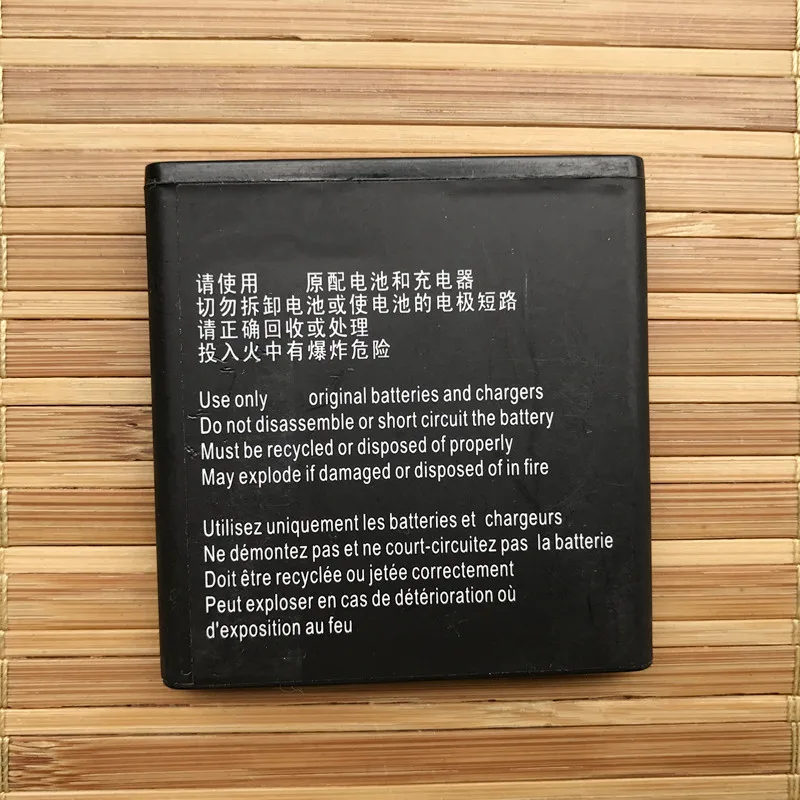 请使用 原配电池和充电器
切勿拆卸电池或使电池的电极短路
请正确回收或处理
投入火中有爆炸危险
Use only original batteries and chargers
Do not disassemble or short circuit the battery
Must be recycled or disposed of properly
May explode if damaged or disposed of in fire
Utilisez uniquement les batteries et chargeurs
Ne démontez pas et ne court-circuitez pas la batterie
Doit être recyclée ou jetée correctement
Peut exploser en cas de détérioration où
d'exposition au feu